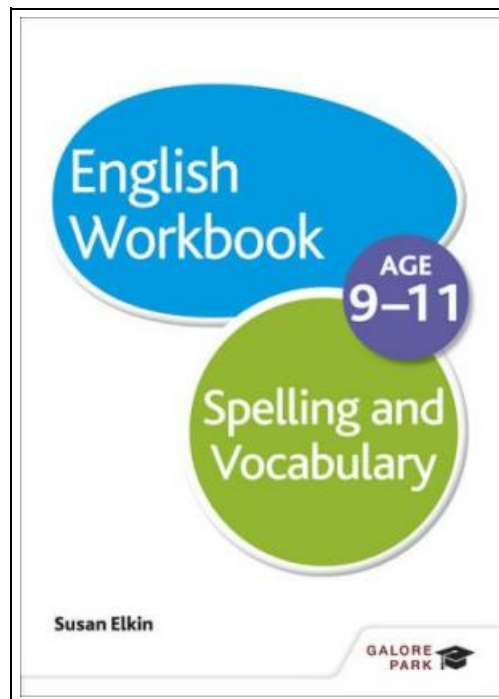 English
Workbook
AGE
9–11
Spelling and
Vocabulary
Susan Elkin
GALORE
PARK